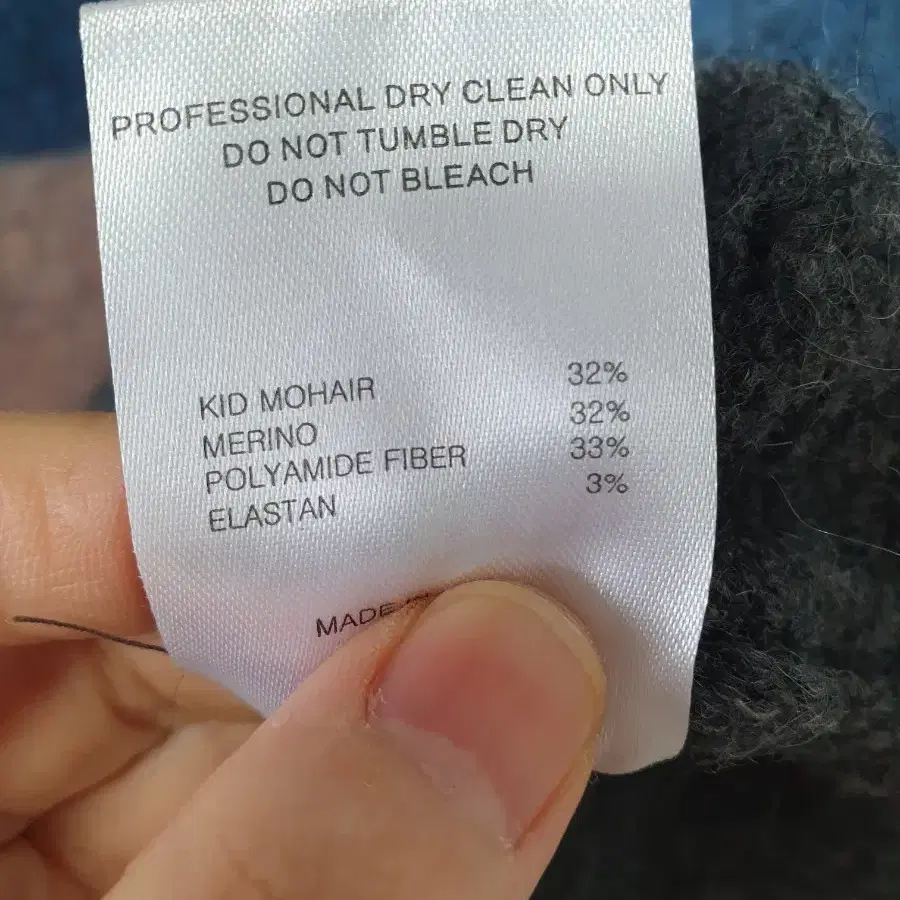 PROFESSIONAL DRY CLEAN ONLY
DO NOT TUMBLE DRY
DO NOT BLEACH
KID MOHAIR 32%
MERINO 32%
POLYAMIDE FIBER 33%
ELASTAN 3%
MADE